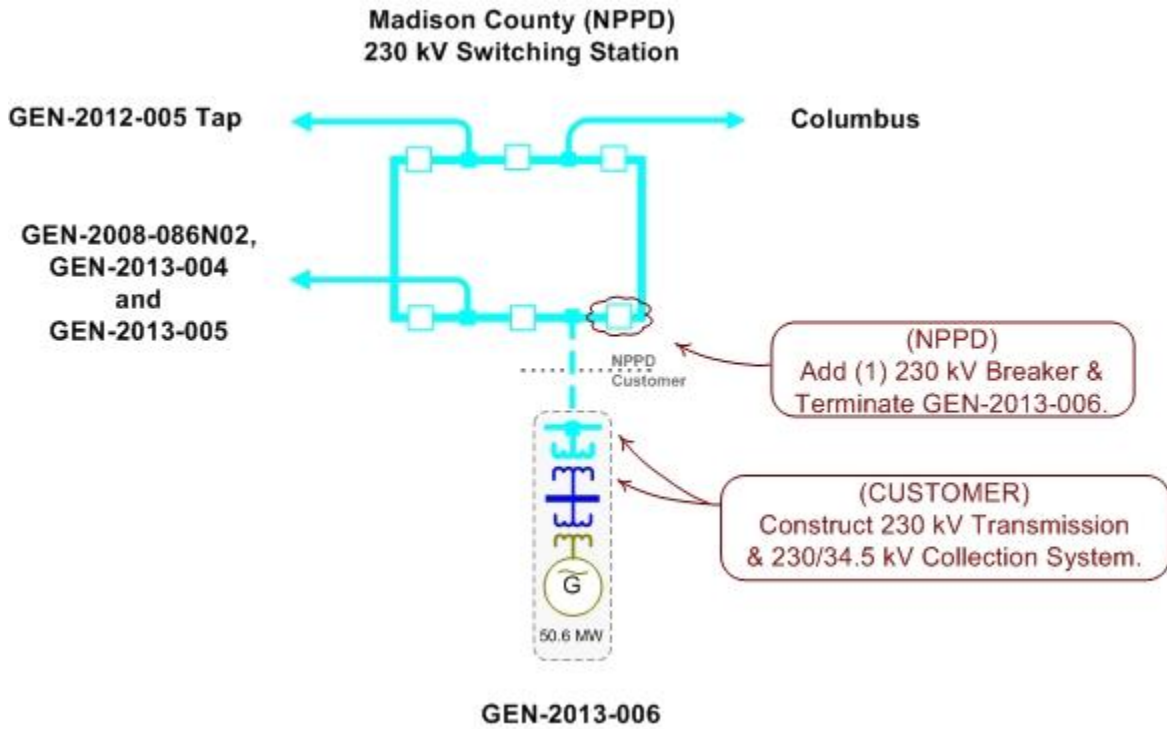 Madison County (NPPD)
230 kV Switching Station
GEN-2012-005 Tap
Columbus
GEN-2008-086N02,
GEN-2013-004
and
GEN-2013-005
NPPD
Customer
(NPPD)
Add (1) 230 kV Breaker &
Terminate GEN-2013-006.
(CUSTOMER)
Construct 230 kV Transmission
& 230/34.5 kV Collection System.
G
50.6 MW
GEN-2013-006